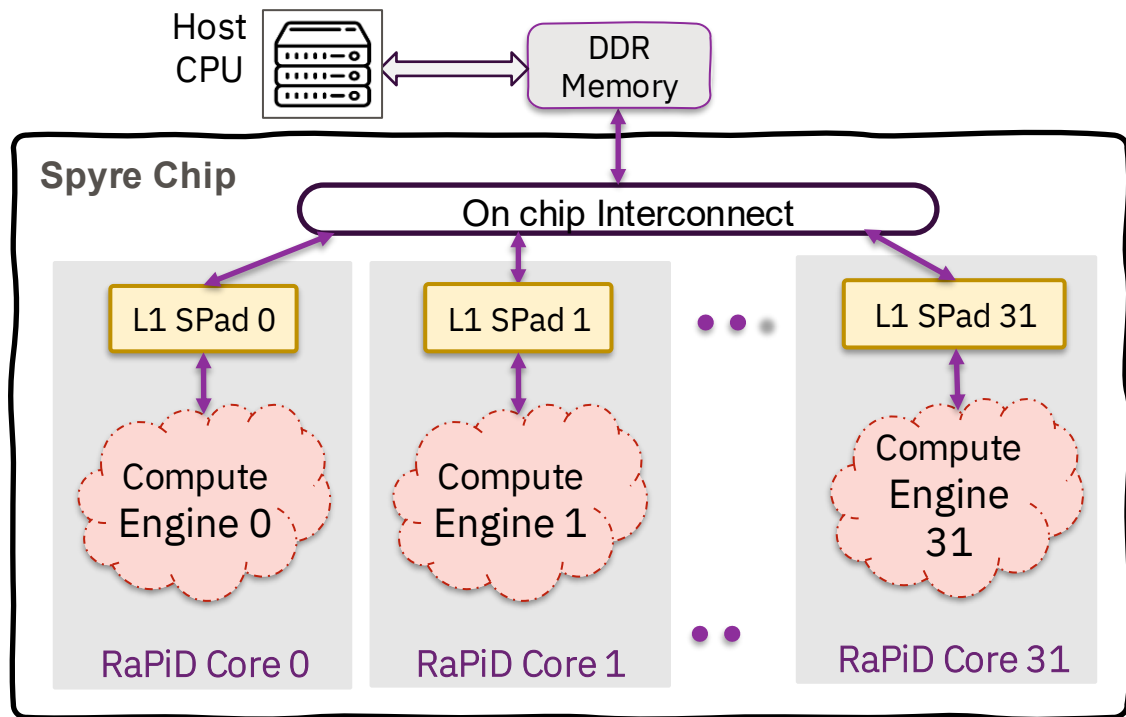 Host
CPU
DDR
Memory
Spyre Chip
On chip Interconnect
L1 SPad 0
L1 SPad 1
L1 SPad 31
Compute
Engine 0
Compute
Engine 1
Compute
Engine
31
RaPiD Core 0
RaPiD Core 1
RaPiD Core 31